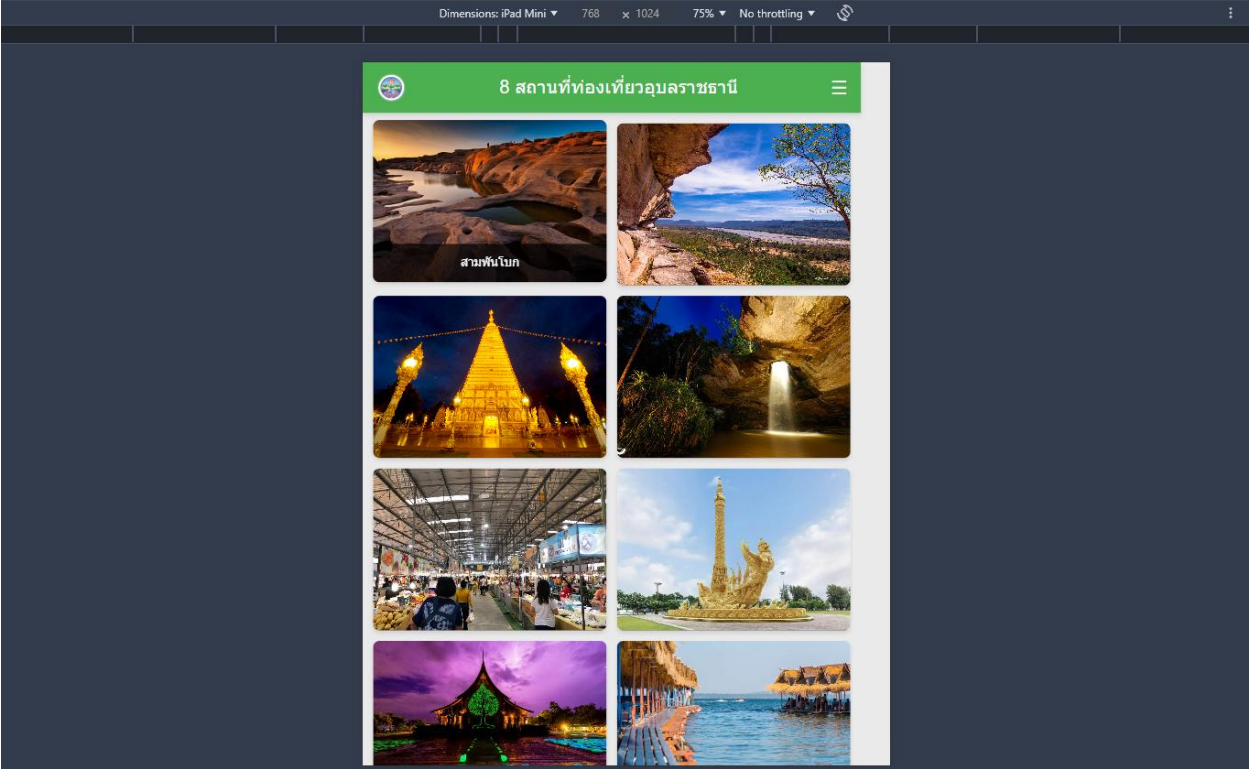 Dimensions: iPad Mini ▼ 768 x 1024 75% ▼ No throttling ▼
8 สถานที่ท่องเที่ยวอุบลราชธานี
สามพันโบก